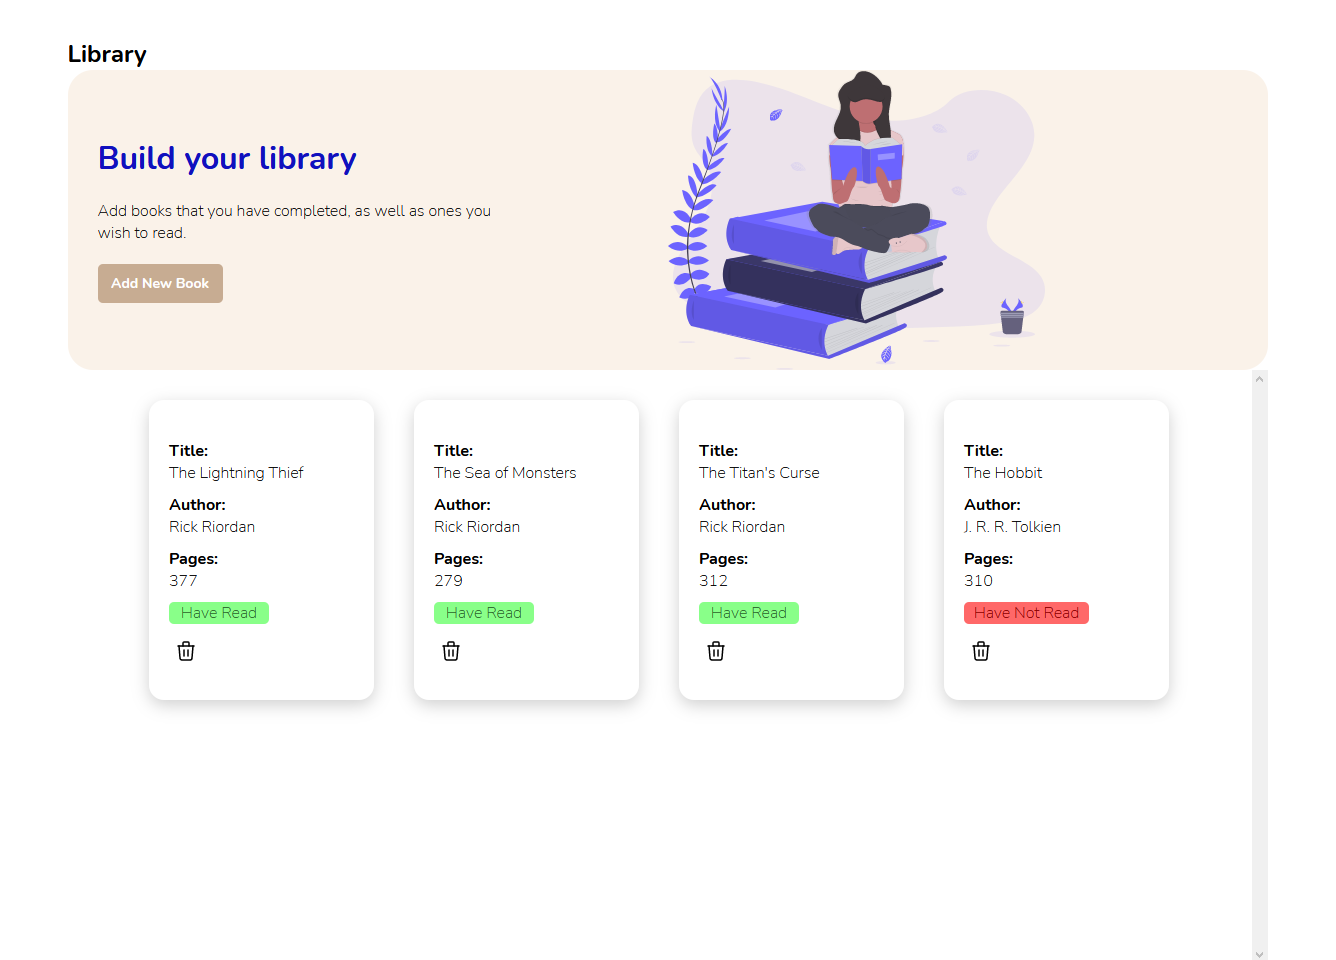 Library
Build your library
Add books that you have completed, as well as ones you
wish to read.
Add New Book
Title:
The Lightning Thief
Author:
Rick Riordan
Pages:
377
Have Read
Title:
The Sea of Monsters
Author:
Rick Riordan
Pages:
279
Have Read
Title:
The Titan's Curse
Author:
Rick Riordan
Pages:
312
Have Read
Title:
The Hobbit
Author:
J. R. R. Tolkien
Pages:
310
Have Not Read